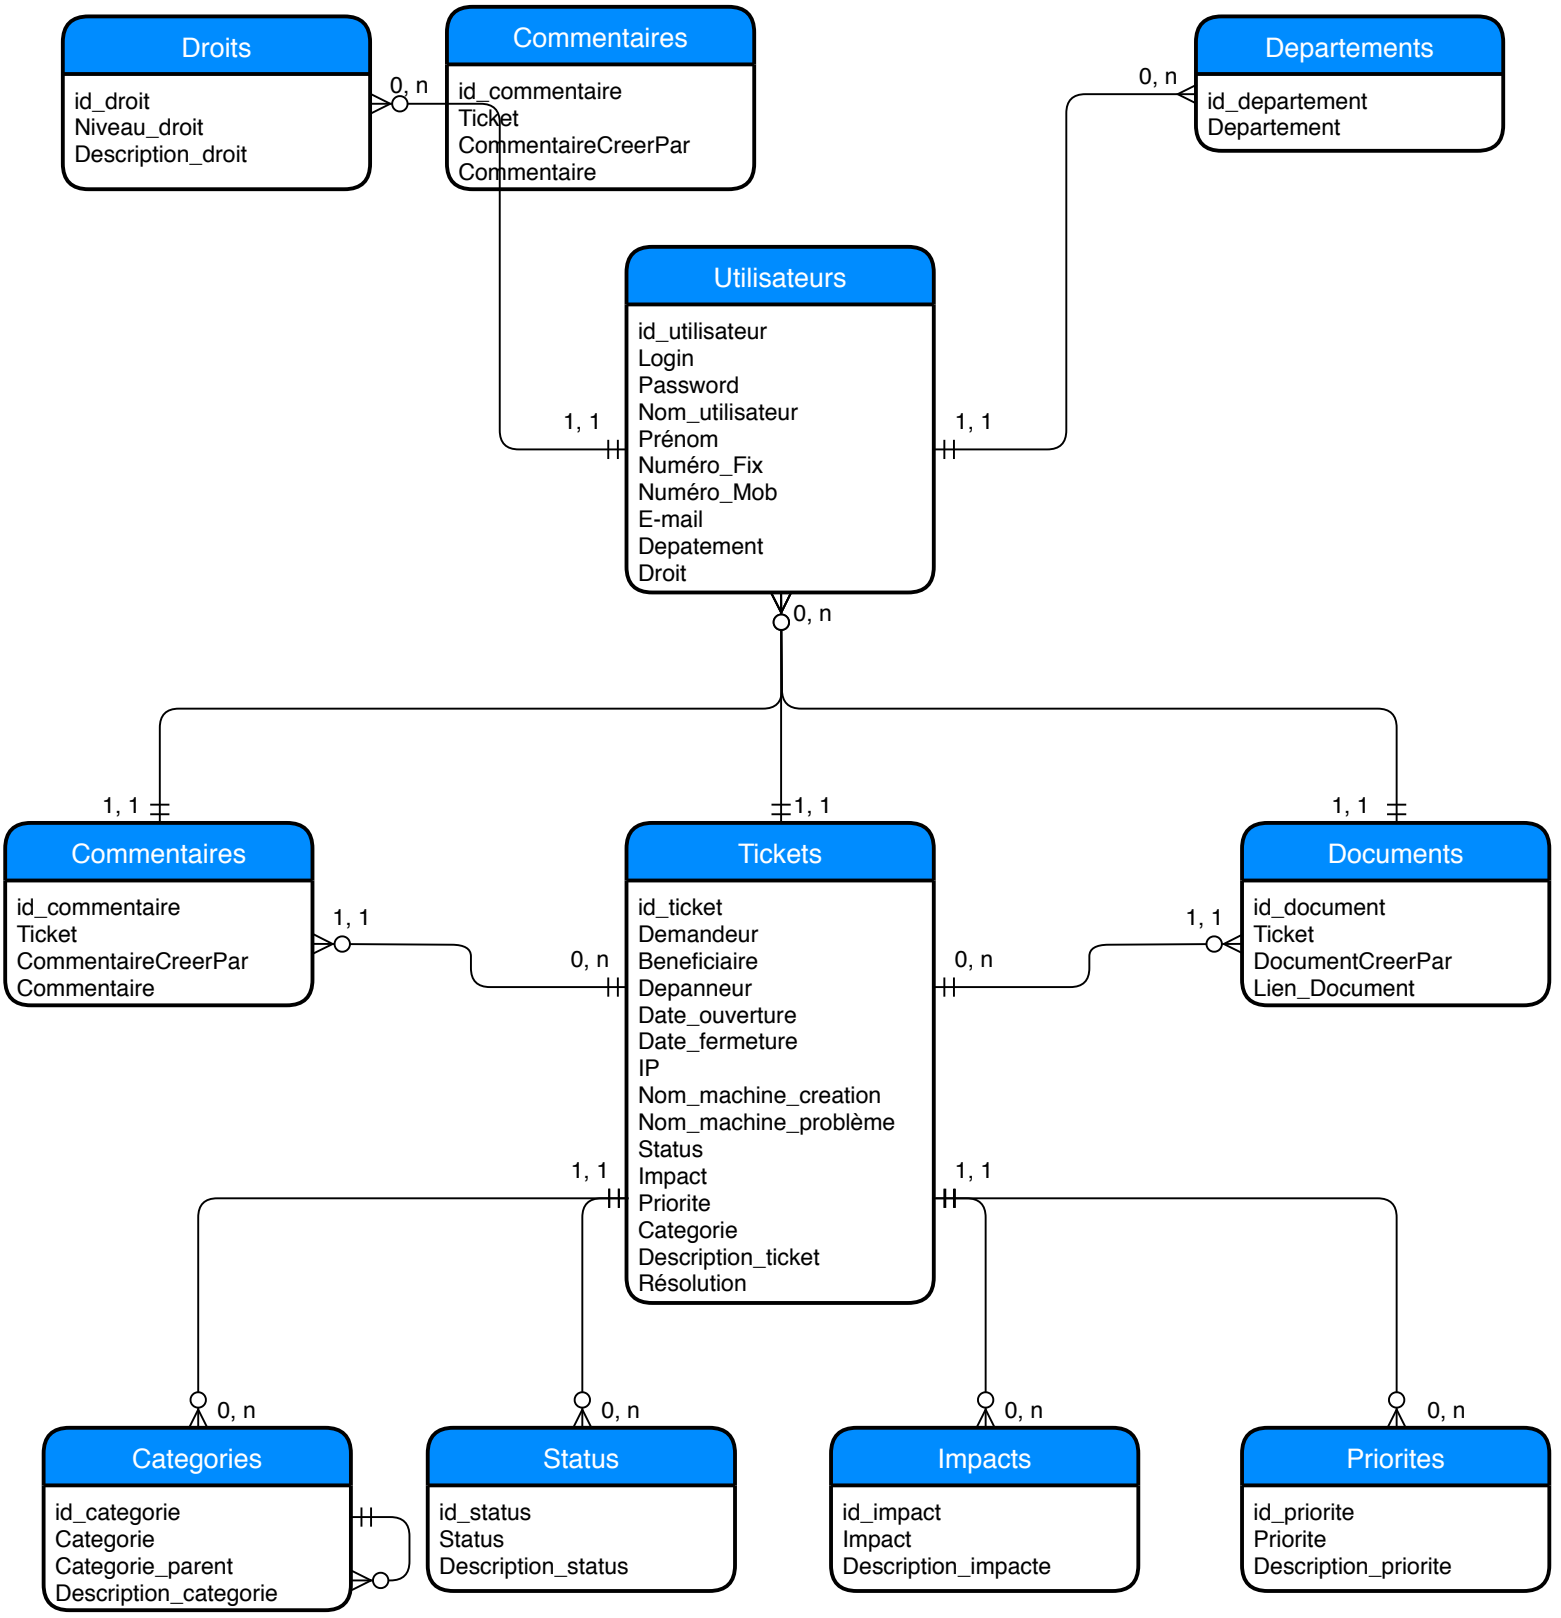 Droits
id_droit
Niveau_droit
Description_droit
0, n
Commentaires
id_commentaire
Ticket
CommentaireCreerPar
Commentaire
Departements
id_departement
Departement
0, n
Utilisateurs
id_utilisateur
Login
Password
Nom_utilisateur
Prénom
Numéro_Fix
Numéro_Mob
E-mail
Depatement
Droit
1, 1
1, 1
0, n
1, 1
1, 1
1, 1
Commentaires
id_commentaire
Ticket
CommentaireCreerPar
Commentaire
1, 1
0, n
Tickets
id_ticket
Demandeur
Beneficiaire
Depanneur
Date_ouverture
Date_fermeture
IP
Nom_machine_creation
Nom_machine_problème
Status
Impact
Priorite
Categorie
Description_ticket
Résolution
0, n
1, 1
Documents
id_document
Ticket
DocumentCreerPar
Lien_Document
1, 1
1, 1
0, n
0, n
0, n
0, n
Categories
id_categorie
Categorie
Categorie_parent
Description_categorie
Status
id_status
Status
Description_status
Impacts
id_impact
Impact
Description_impacte
Priorites
id_priorite
Priorite
Description_priorite